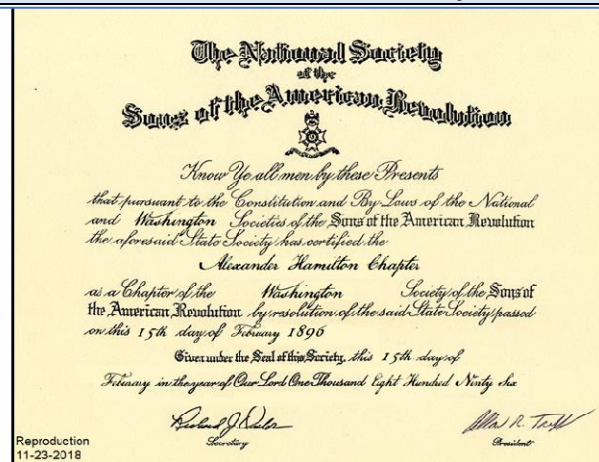 The National Society
of the
Sons of the American Revolution
Know Ye all men by these Presents
that pursuant to the Constitution and By Laws of the National
and Washington Societies of the Sons of the American Revolution
the aforesaid State Society has certified the
Alexander Hamilton Chapter
as a Chapter of the Washington Society of the Sons of
the American Revolution by resolution of the said State Society passed
on this 15th day of February 1896
Given under the Seal of this Society, this 15th day of
February in the year of Our Lord One Thousand Eight Hundred Ninety Six
Secretary
President
Reproduction
11-23-2018